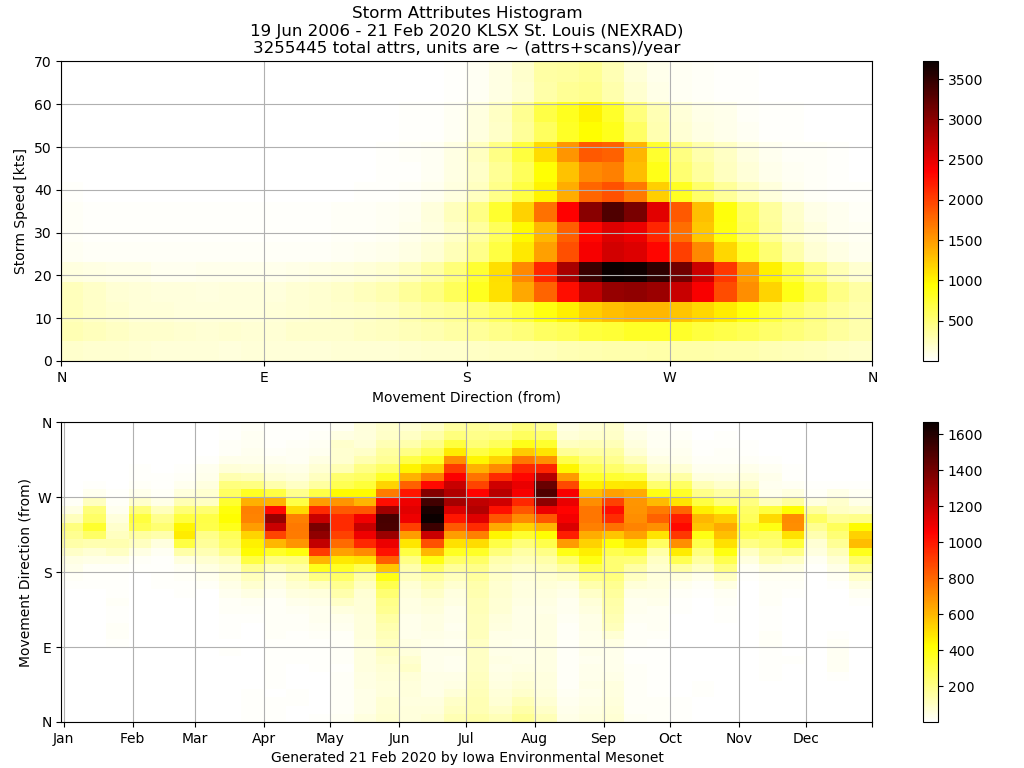 Storm Attributes Histogram
19 Jun 2006 - 21 Feb 2020 KLSX St. Louis (NEXRAD)
3255445 total attrs, units are ~ (attrs+scans)/year
70
60
50
40
30
20
10
0
Storm Speed [kts]
N E S W N
Movement Direction (from)
3500
3000
2500
2000
1500
1000
500
N
W
S
E
N
Movement Direction (from)
Jan Feb Mar Apr May Jun Jul Aug Sep Oct Nov Dec
Generated 21 Feb 2020 by Iowa Environmental Mesonet
1600
1400
1200
1000
800
600
400
200